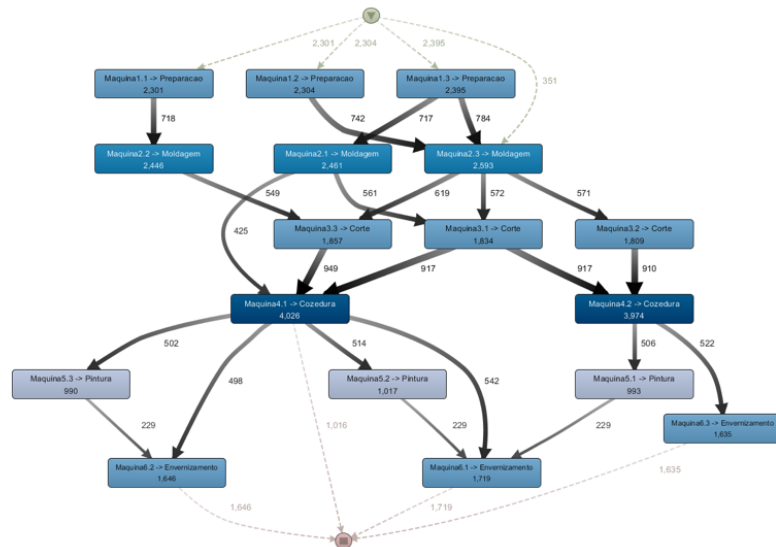 2,301
2,304
2,395
351
Maquina1.1 -> Preparacao
2,301
Maquina1.2 -> Preparacao
2,304
Maquina1.3 -> Preparacao
2,395
718
742
717
784
Maquina2.2 -> Moldagem
2,446
Maquina2.1 -> Moldagem
2,461
Maquina2.3 -> Moldagem
2,593
549
561
619
572
571
425
Maquina3.3 -> Corte
1,857
Maquina3.1 -> Corte
1,834
Maquina3.2 -> Corte
1,809
949
917
917
910
Maquina4.1 -> Cozedura
4,026
Maquina4.2 -> Cozedura
3,974
502
498
514
542
506
522
Maquina5.3 -> Pintura
990
Maquina5.2 -> Pintura
1,017
Maquina5.1 -> Pintura
993
229
1,016
229
229
Maquina6.3 -> Envernizamento
1,635
Maquina6.2 -> Envernizamento
1,646
Maquina6.1 -> Envernizamento
1,719
1,646
1,719
1,635